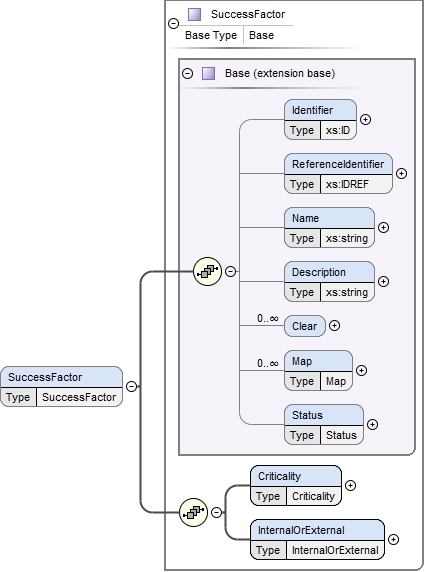 SuccessFactor
Base Type Base
Base (extension base)
Identifier
Type xs:ID
ReferenceIdentifier
Type xs:IDREF
Name
Type xs:string
Description
Type xs:string
0..∞
Clear
0..∞
Map
Type Map
Status
Type Status
SuccessFactor
Type SuccessFactor
Criticality
Type Criticality
InternalOrExternal
Type InternalOrExternal